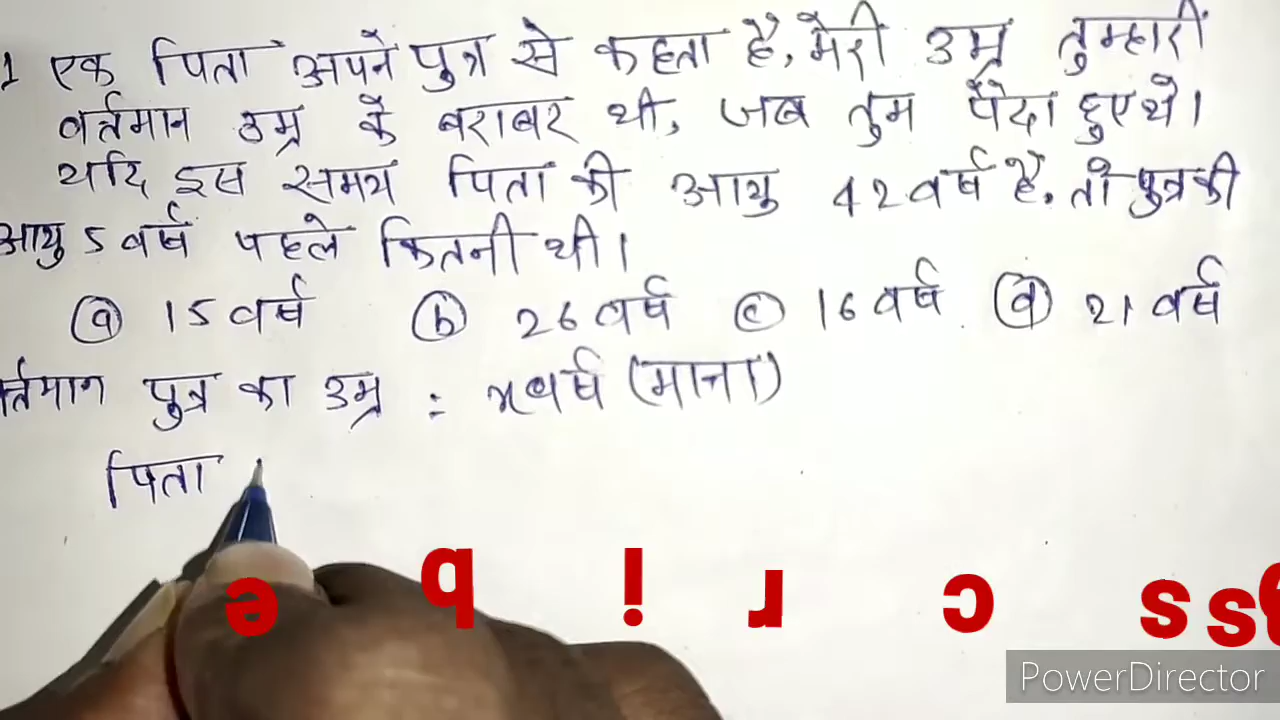 1 एक पिता अपने पुत्र से कहता है, मेरी उम्र तुम्हारी
वर्तमान उम्र के बराबर थी, जब तुम पैदा हुए थे।
यदि इस समय पिता की आयु 42 वर्ष है, तो पुत्र की
आयु 5 वर्ष पहले कितनी थी।
(a) 15 वर्ष (b) 26 वर्ष (c) 16 वर्ष (d) 21 वर्ष
र्तमान पुत्र का उम्र : x वर्ष (माना)
पिता
e b i r c s s
PowerDirector